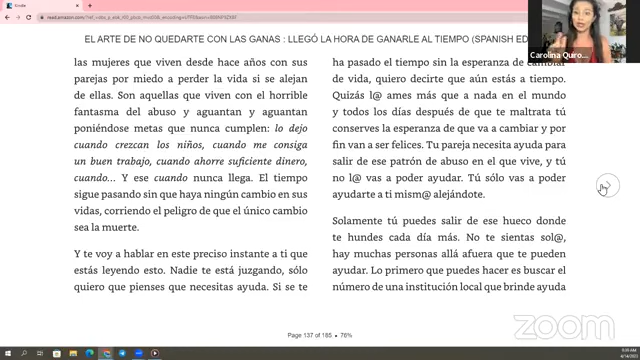 Kindle
EL ARTE DE NO QUEDARTE CON LAS GANAS : LLEGÓ LA HORA DE GANARLE AL TIEMPO (SPANISH ED
Carolina Quiro...
las mujeres que viven desde hace años con sus
parejas por miedo a perder la vida si se alejan
de ellas. Son aquellas que viven con el horrible
fantasma del abuso y aguantan y aguantan
poniéndose metas que nunca cumplen: lo dejo
cuando crezcan los niños, cuando me consiga
un buen trabajo, cuando ahorre suficiente dinero,
cuando... Y ese cuando nunca llega. El tiempo
sigue pasando sin que haya ningún cambio en sus
vidas, corriendo el peligro de que el único cambio
sea la muerte.
Y te voy a hablar en este preciso instante a ti que
estás leyendo esto. Nadie te está juzgando, sólo
quiero que pienses que necesitas ayuda. Si se te
ha pasado el tiempo sin la esperanza de cambiar
de vida, quiero decirte que aún estás a tiempo.
Quizás l@ ames más que a nada en el mundo
y todos los días después de que te maltrata tú
conserves la esperanza de que va a cambiar y por
fin van a ser felices. Tu pareja necesita ayuda para
salir de ese patrón de abuso en el que vive, y tú
no l@ vas a poder ayudar. Tú sólo vas a poder
ayudarte a ti mism@ alejándote.
Solamente tú puedes salir de ese hueco donde
te hundes cada día más. No te sientas sol@,
hay muchas personas allá afuera que te pueden
ayudar. Lo primero que puedes hacer es buscar el
número de una institución local que brinde ayuda
Page 137 of 185 • 76%
zoom